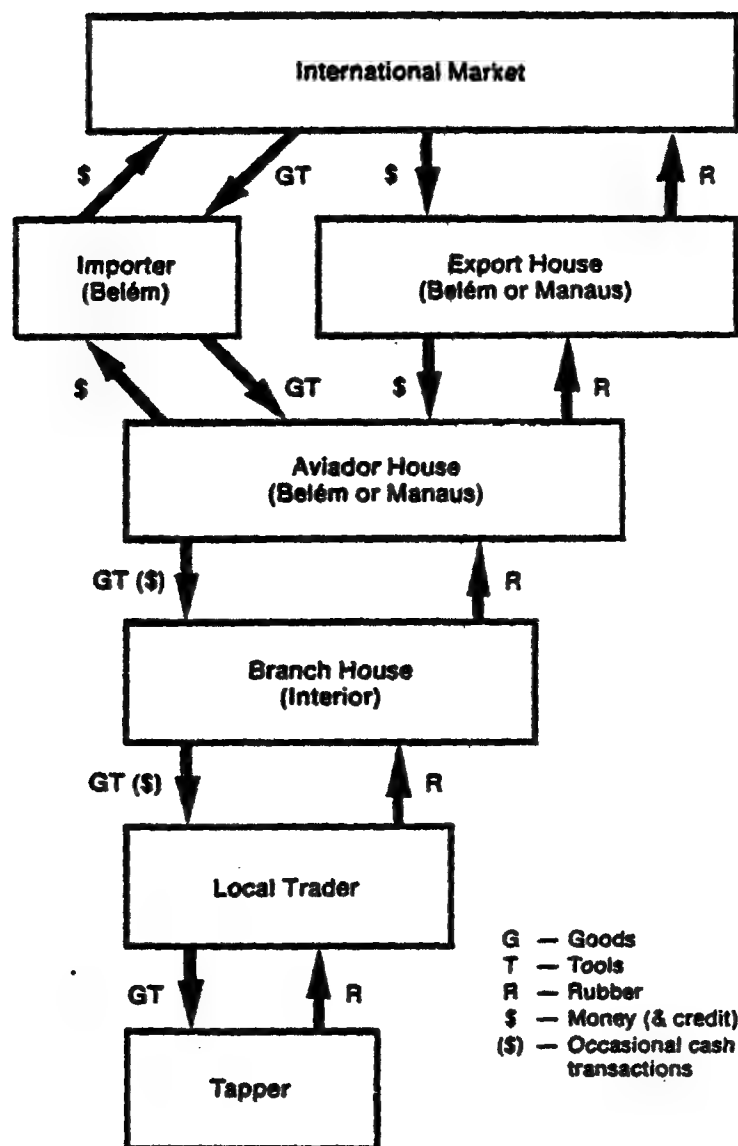 International Market
$
GT
$
R
Importer
(Belém)
Export House
(Belém or Manaus)
$
GT
$
R
Aviador House
(Belém or Manaus)
GT ($)
R
Branch House
(Interior)
GT ($)
R
Local Trader
GT
R
Tapper
G — Goods
T — Tools
R — Rubber
$ — Money (& credit)
($) — Occasional cash
transactions